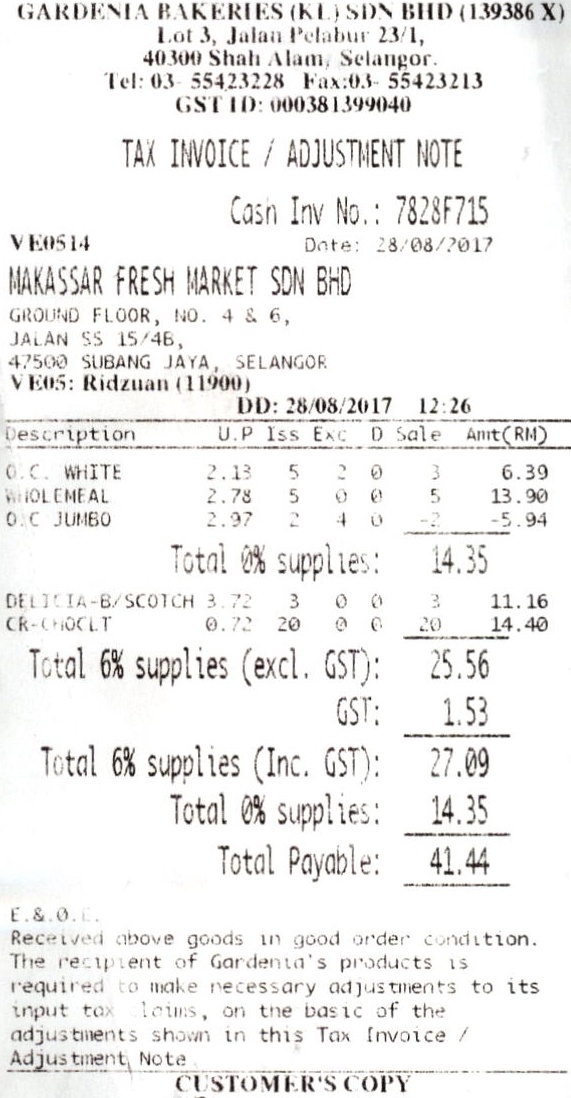 GARDENIA BAKERIES (KL) SDN BHD (139386 X)
Lot 3, Jalan Pelabur 23/1,
40300 Shah Alam, Selangor.
Tel: 03- 55423228 Fax:03- 55423213
GST ID: 000381399040
TAX INVOICE / ADJUSTMENT NOTE
Cash Inv No.: 7828F715
VE0514 Date: 28/08/2017
MAKASSAR FRESH MARKET SDN BHD
GROUND FLOOR, NO. 4 & 6,
JALAN SS 15/4B,
47500 SUBANG JAYA, SELANGOR
VE05: Ridzuan (11900)
DD: 28/08/2017 12:26
Description U.P Iss Exc D Sale Amt(RM)
O.C. WHITE 2.13 5 2 0 3 6.39
WHOLEMEAL 2.78 5 0 0 5 13.90
O.C JUMBO 2.97 2 4 0 -2 -5.94
Total 0% supplies: 14.35
DELICIA-B/SCOTCH 3.72 3 0 0 3 11.16
CR-CHOCLT 0.72 20 0 0 20 14.40
Total 6% supplies (excl. GST): 25.56
GST: 1.53
Total 6% supplies (Inc. GST): 27.09
Total 0% supplies: 14.35
Total Payable: 41.44
E.&.O.E.
Received above goods in good order condition.
The recipient of Gardenia's products is
required to make necessary adjustments to its
input tax claims, on the basic of the
adjustments shown in this Tax Invoice /
Adjustment Note
CUSTOMER'S COPY